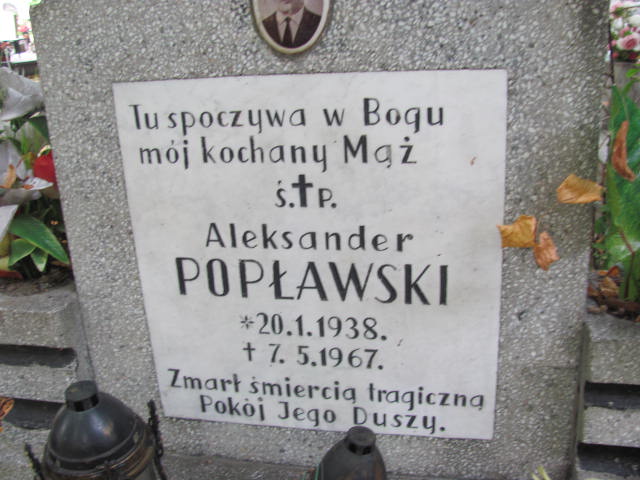 Tu spoczywa w Bogu
mój kochany Mąż
ś.✝p.
Aleksander
POPŁAWSKI
*20.1.1938.
✝ 7.5.1967.
Zmarł śmiercią tragiczną
Pokój Jego Duszy.